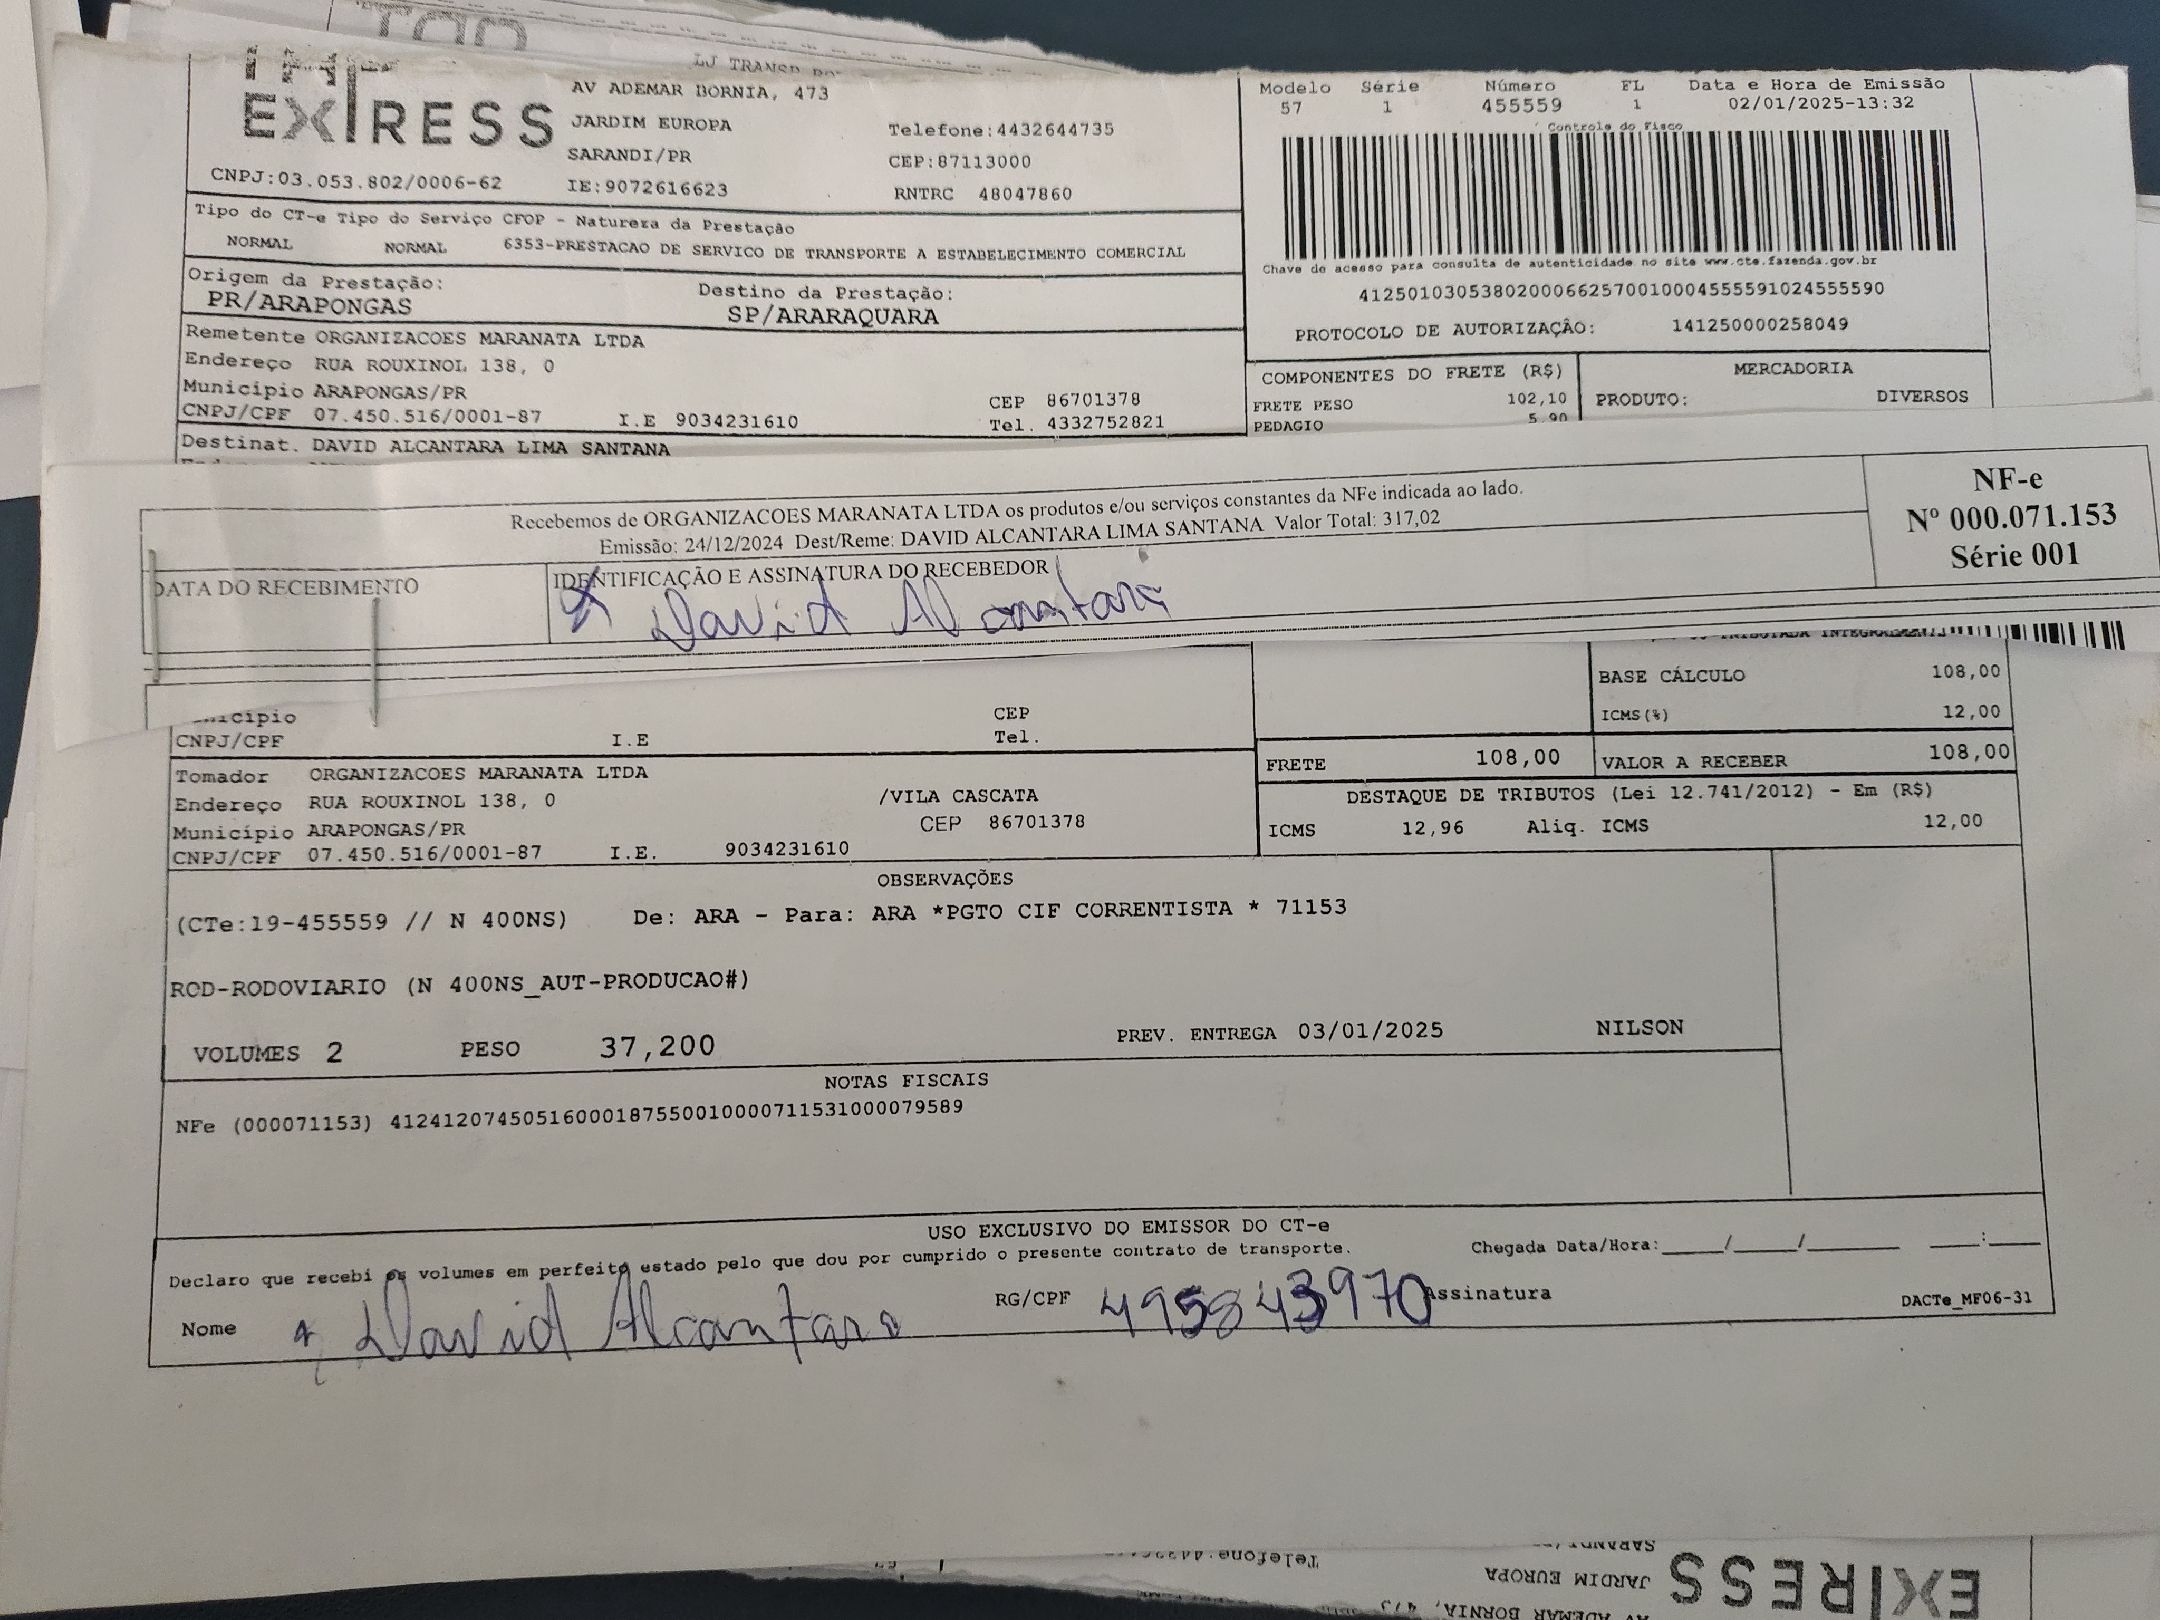 EXPRESS
AV ADEMAR BORNIA, 473
JARDIM EUROPA
SARANDI/PR
Telefone:4432644735
CEP:87113000
CNPJ:03.053.802/0006-62
IE:9072616623
RNTRC 48047860
Modelo Série Número FL Data e Hora de Emissão
57 1 455559 1 02/01/2025-13:32
Controle do Fisco
Chave de acesso para consulta de autenticidade no site www.cte.fazenda.gov.br
41250103053802000662570010004555591024555590
PROTOCOLO DE AUTORIZAÇÃO: 141250000258049
Tipo do CT-e Tipo do Serviço CFOP - Natureza da Prestação
NORMAL NORMAL 6353-PRESTACAO DE SERVICO DE TRANSPORTE A ESTABELECIMENTO COMERCIAL
Origem da Prestação: Destino da Prestação:
PR/ARAPONGAS SP/ARARAQUARA
Remetente ORGANIZACOES MARANATA LTDA
Endereço RUA ROUXINOL 138, 0
Município ARAPONGAS/PR CEP 86701378
CNPJ/CPF 07.450.516/0001-87 I.E 9034231610 Tel. 4332752821
COMPONENTES DO FRETE (R$) MERCADORIA
FRETE PESO 102,10 PRODUTO: DIVERSOS
PEDAGIO 5,90
Destinat. DAVID ALCANTARA LIMA SANTANA
Recebemos de ORGANIZACOES MARANATA LTDA os produtos e/ou serviços constantes da NFe indicada ao lado.
Emissão: 24/12/2024 Dest/Reme: DAVID ALCANTARA LIMA SANTANA Valor Total: 317,02
NF-e
Nº 000.071.153
Série 001
DATA DO RECEBIMENTO
IDENTIFICAÇÃO E ASSINATURA DO RECEBEDOR
David Alcantara
BASE CÁLCULO 108,00
ICMS(%) 12,00
CEP
CNPJ/CPF I.E Tel.
FRETE 108,00 VALOR A RECEBER 108,00
Tomador ORGANIZACOES MARANATA LTDA
Endereço RUA ROUXINOL 138, 0 /VILA CASCATA
Município ARAPONGAS/PR CEP 86701378
CNPJ/CPF 07.450.516/0001-87 I.E. 9034231610
DESTAQUE DE TRIBUTOS (Lei 12.741/2012) - Em (R$)
ICMS 12,96 Aliq. ICMS 12,00
OBSERVAÇÕES
(CTe:19-455559 // N 400NS) De: ARA - Para: ARA *PGTO CIF CORRENTISTA * 71153
ROD-RODOVIARIO (N 400NS_AUT-PRODUCAO#)
VOLUMES 2 PESO 37,200 PREV. ENTREGA 03/01/2025 NILSON
NOTAS FISCAIS
NFe (000071153) 41241207450516000187550010000711531000079589
USO EXCLUSIVO DO EMISSOR DO CT-e
Declaro que recebi os volumes em perfeito estado pelo que dou por cumprido o presente contrato de transporte.
Chegada Data/Hora:____/____/______ ___:___
Nome David Alcantara RG/CPF 495843970 Assinatura
DACTe_MF06-31
Telefone
JARDIM EUROPA
EXPRESS